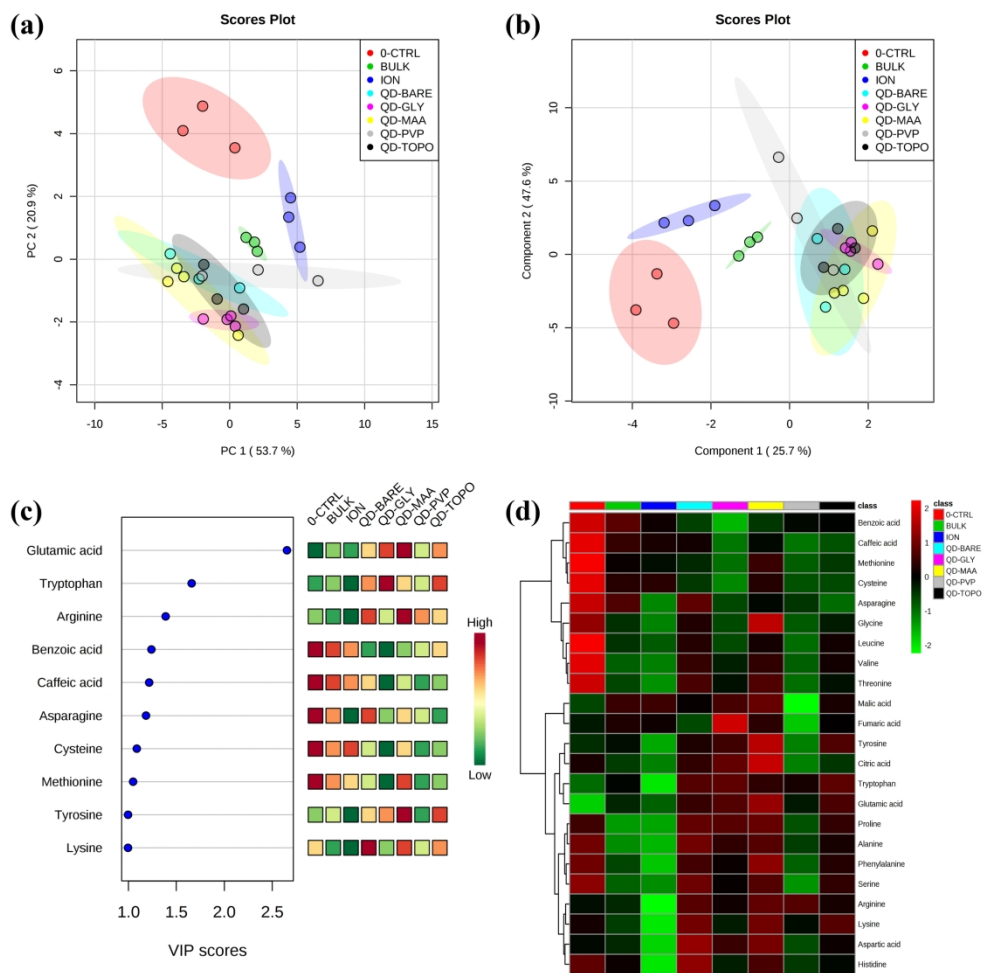 (a)
Scores Plot
0-CTRL
BULK
ION
QD-BARE
QD-GLY
QD-MAA
QD-PVP
QD-TOPO
PC 2 ( 20.9 %)
6
4
2
0
-2
-4
-10
-5
0
5
10
15
PC 1 ( 53.7 %)
(b)
Scores Plot
0-CTRL
BULK
ION
QD-BARE
QD-GLY
QD-MAA
QD-PVP
QD-TOPO
Component 2 ( 47.6 %)
10
5
0
-5
-10
-4
-2
0
2
Component 1 ( 25.7 %)
(c)
0-CTRL
BULK
ION
QD-BARE
QD-GLY
QD-MAA
QD-PVP
QD-TOPO
Glutamic acid
Tryptophan
Arginine
Benzoic acid
Caffeic acid
Asparagine
Cysteine
Methionine
Tyrosine
Lysine
High
Low
1.0
1.5
2.0
2.5
VIP scores
(d)
class
Benzoic acid
Caffeic acid
Methionine
Cysteine
Asparagine
Glycine
Leucine
Valine
Threonine
Malic acid
Fumaric acid
Tyrosine
Citric acid
Tryptophan
Glutamic acid
Proline
Alanine
Phenylalanine
Serine
Arginine
Lysine
Aspartic acid
Histidine
2
1
0
-1
-2
class
0-CTRL
BULK
ION
QD-BARE
QD-GLY
QD-MAA
QD-PVP
QD-TOPO